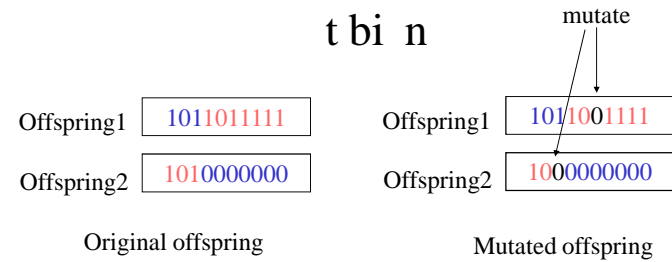 mutate
t bi n
Offspring1 1011011111
Offspring2 1010000000
Original offspring
Offspring1 1011001111
Offspring2 1000000000
Mutated offspring